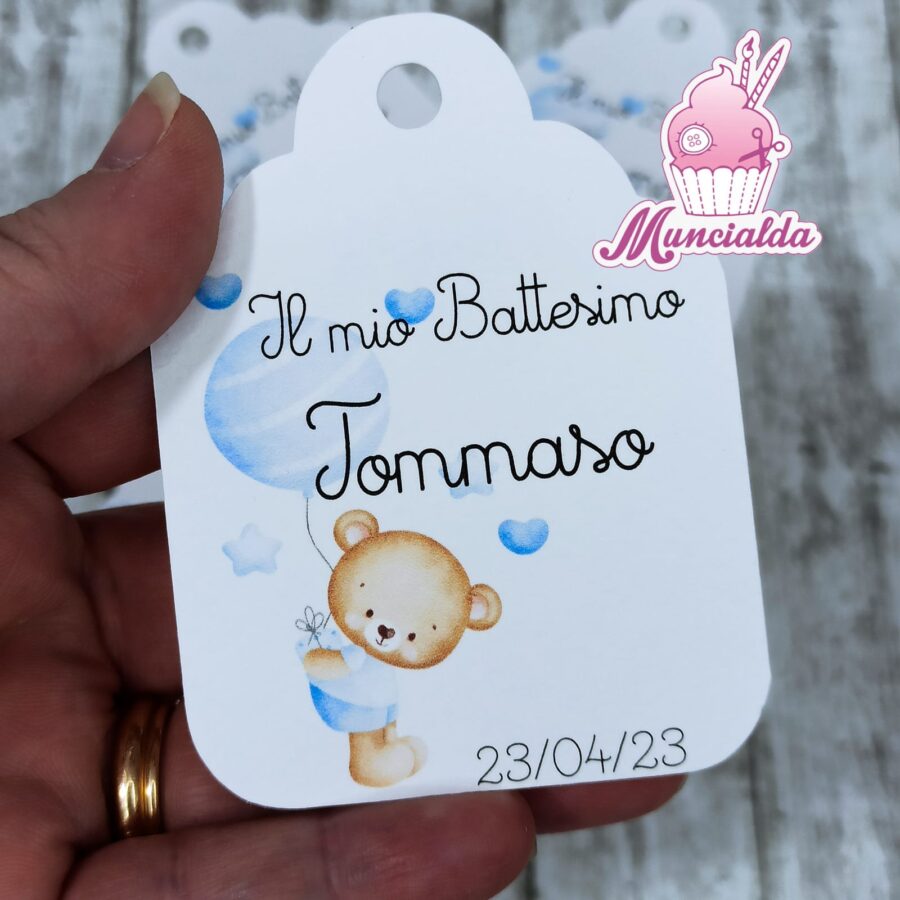 Muncialda
Il mio Battesimo
Tommaso
23/04/23